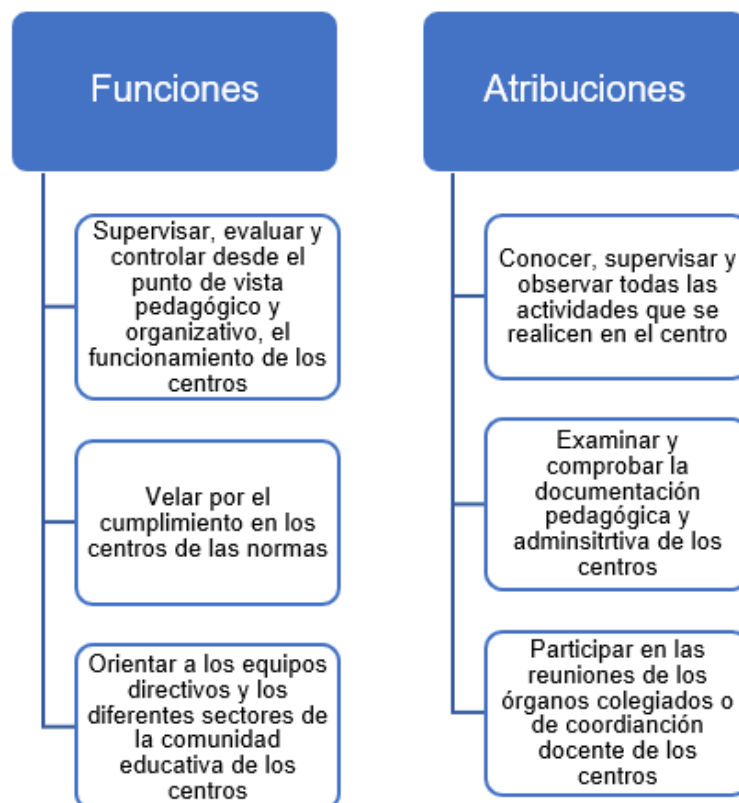 Funciones
Supervisar, evaluar y
controlar desde el
punto de vista
pedagógico y
organizativo, el
funcionamiento de los
centros
Velar por el
cumplimiento en los
centros de las normas
Orientar a los equipos
directivos y los
diferentes sectores de
la comunidad
educativa de los
centros
Atribuciones
Conocer, supervisar y
observar todas las
actividades que se
realicen en el centro
Examinar y
comprobar la
documentación
pedagógica y
adminsitrtiva de los
centros
Participar en las
reuniones de los
órganos colegiados o
de coordianción
docente de los
centros